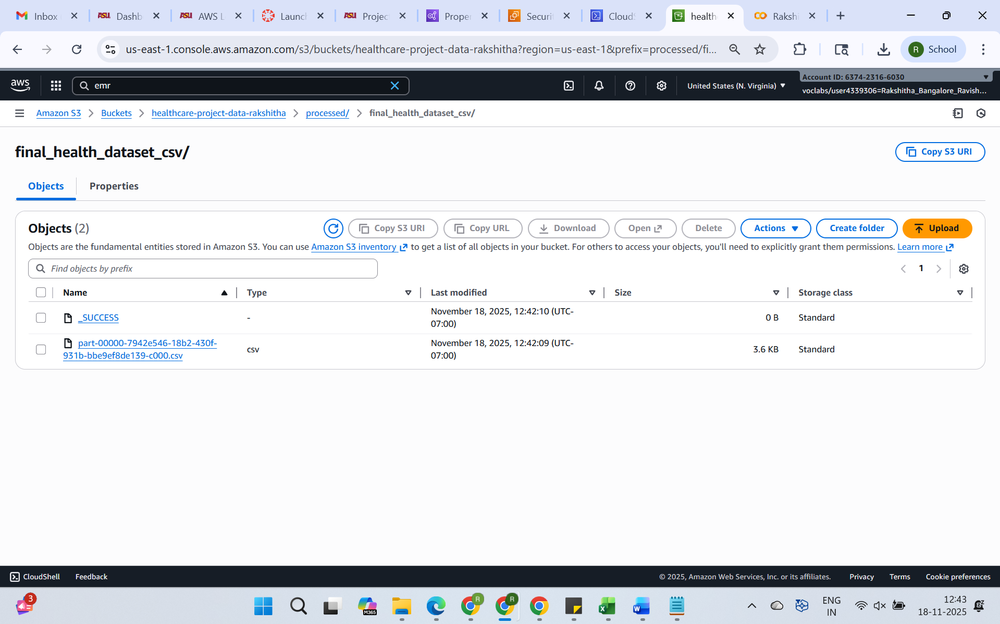 Inbox
Dashb
AWS L
Launch
Project
Proper
Securit
CloudS
health
Rakshi
us-east-1.console.aws.amazon.com/s3/buckets/healthcare-project-data-rakshitha?region=us-east-1&prefix=processed/fi...
R School
aws
emr
United States (N. Virginia)
Account ID: 6374-2316-6030
voclabs/user4339306=Rakshitha_Bangalore_Ravish...
Amazon S3 > Buckets > healthcare-project-data-rakshitha > processed/ > final_health_dataset_csv/
final_health_dataset_csv/
Copy S3 URI
Objects
Properties
Objects (2)
Copy S3 URI
Copy URL
Download
Open
Delete
Actions
Create folder
Upload
Objects are the fundamental entities stored in Amazon S3. You can use Amazon S3 inventory to get a list of all objects in your bucket. For others to access your objects, you'll need to explicitly grant them permissions. Learn more
Find objects by prefix
1
Name Type Last modified Size Storage class
_SUCCESS
-
November 18, 2025, 12:42:10 (UTC-
07:00)
0 B
Standard
part-00000-7942e546-18b2-430f-
931b-bbe9ef8de139-c000.csv
csv
November 18, 2025, 12:42:09 (UTC-
07:00)
3.6 KB
Standard
CloudShell
Feedback
© 2025, Amazon Web Services, Inc. or its affiliates.
Privacy
Terms
Cookie preferences
3
M365
R
R
X
W
ENG
IN
12:43
18-11-2025